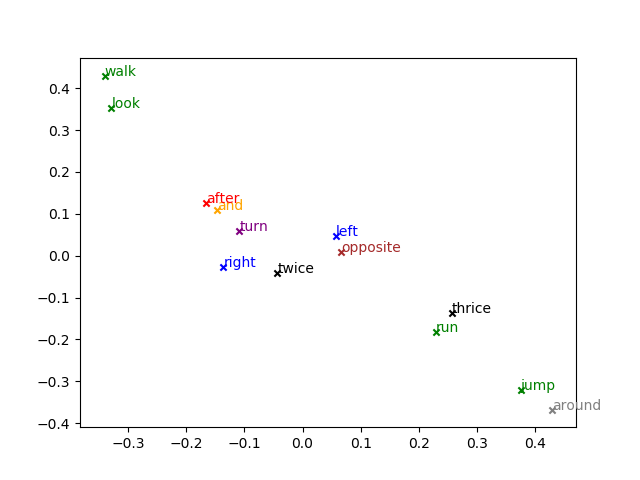 walk
look
after
and
turn
left
opposite
right
twice
thrice
run
jump
around
0.4
0.3
0.2
0.1
0.0
−0.1
−0.2
−0.3
−0.4
−0.3 −0.2 −0.1 0.0 0.1 0.2 0.3 0.4